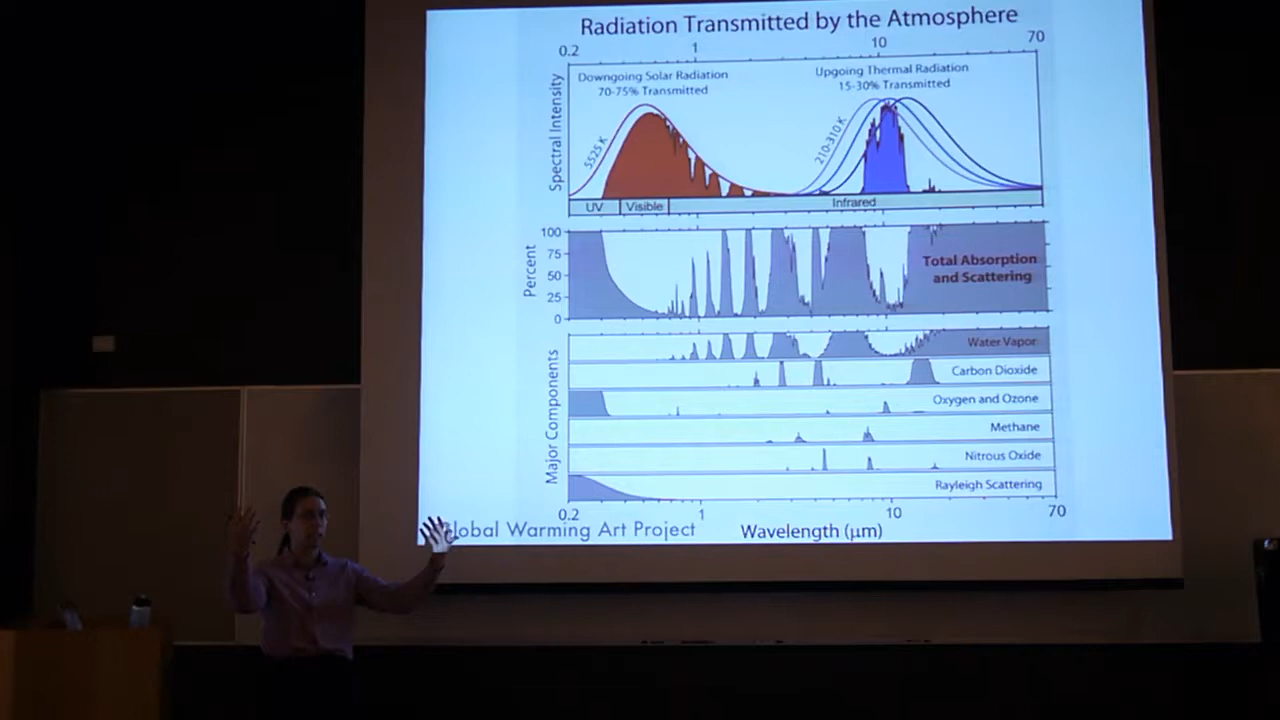 Radiation Transmitted by the Atmosphere
0.2 1 10 70
Downgoing Solar Radiation
70-75% Transmitted
Upgoing Thermal Radiation
15-30% Transmitted
Spectral Intensity
5525 K
210-310 K
UV Visible Infrared
Percent
100
75
50
25
0
Total Absorption
and Scattering
Major Components
Water Vapor
Carbon Dioxide
Oxygen and Ozone
Methane
Nitrous Oxide
Rayleigh Scattering
0.2 1 10 70
lobal Warming Art Project
Wavelength (μm)